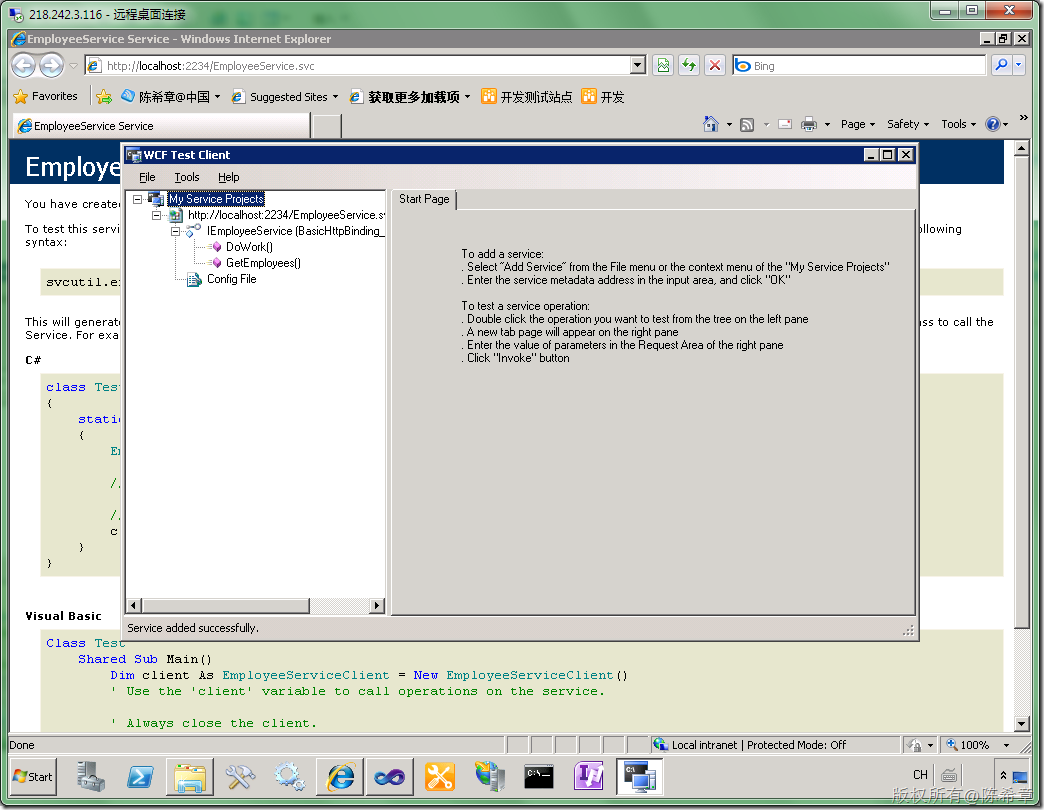 218.242.3.116 - 远程桌面连接
EmployeeService Service - Windows Internet Explorer
http://localhost:2234/EmployeeService.svc
Bing
Favorites
陈希章@中国
Suggested Sites
获取更多加载项
开发测试站点
开发
EmployeeService Service
Page
Safety
Tools
Employe
You have create
To test this servi
llowing
syntax:
svcutil.e
This will generat
ss to call the
Service. For exa
C#
class Test
{
static
{
//
//
c
}
}
Visual Basic
Class Test
Shared Sub Main()
Dim client As EmployeeServiceClient = New EmployeeServiceClient()
' Use the 'client' variable to call operations on the service.
' Always close the client.
WCF Test Client
File
Tools
Help
My Service Projects
http://localhost:2234/EmployeeService.s
IEmployeeService (BasicHttpBinding_
DoWork()
GetEmployees()
Config File
Start Page
To add a service:
. Select "Add Service" from the File menu or the context menu of the "My Service Projects"
. Enter the service metadata address in the input area, and click "OK"
To test a service operation:
. Double click the operation you want to test from the tree on the left pane
. A new tab page will appear on the right pane
. Enter the value of parameters in the Request Area of the right pane
. Click "Invoke" button
Service added successfully.
Done
Local intranet | Protected Mode: Off
100%
Start
CH
版权所有@陈希章